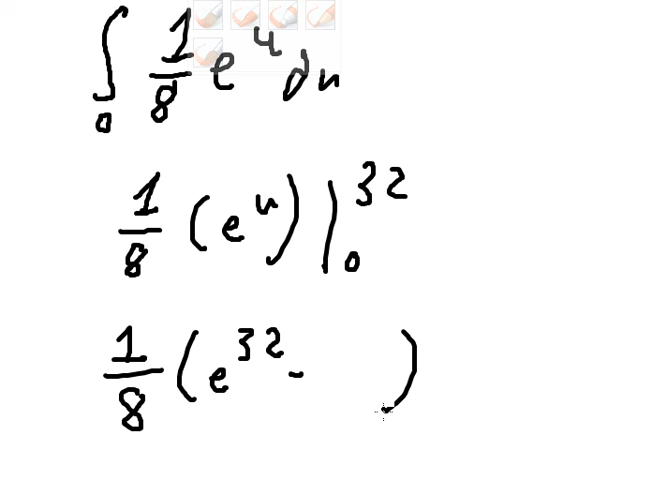 ∫₀ 1/8 e^u du
1/8 (e^u) |₀^32
1/8 (e^32 - )